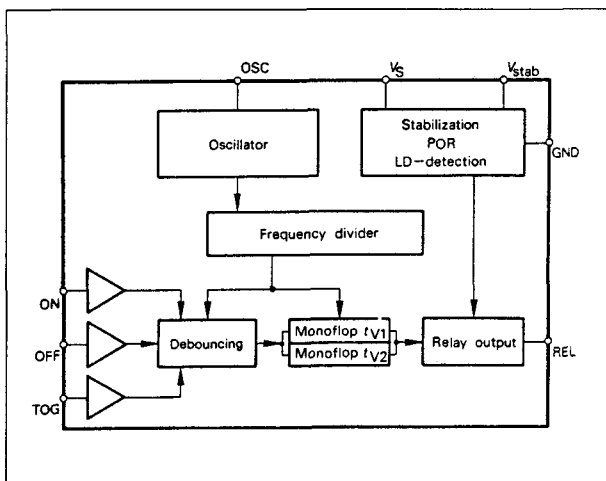 OSC
VS
Vstab
Oscillator
Stabilization
POR
LD-detection
GND
Frequency divider
ON
OFF
TOG
Debouncing
Monoflop tV1
Monoflop tV2
Relay output
REL